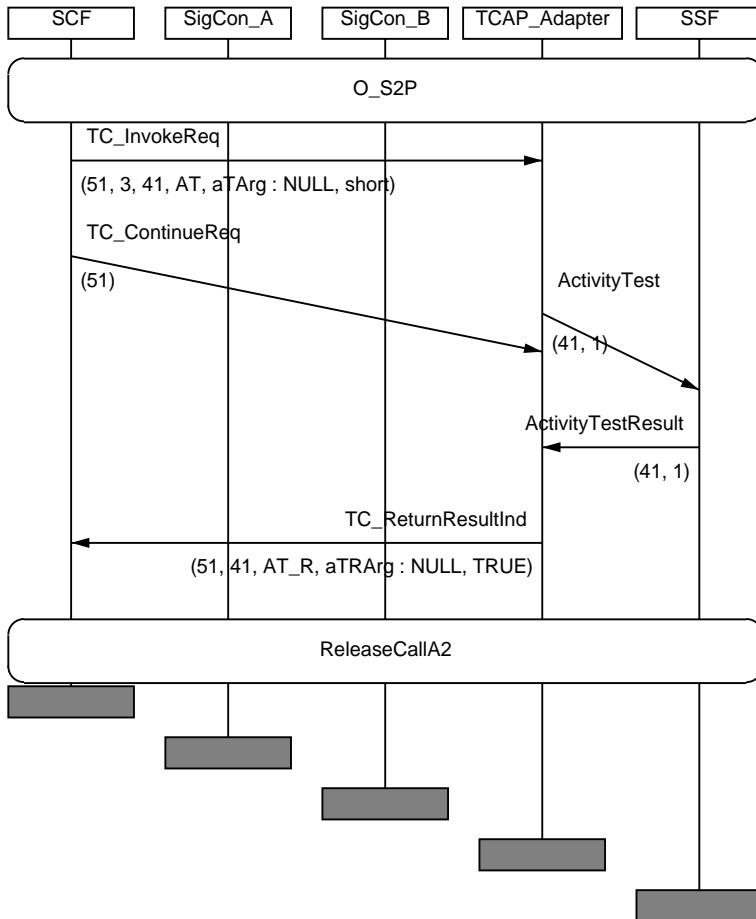 SCF
SigCon_A
SigCon_B
TCAP_Adapter
SSF
O_S2P
TC_InvokeReq
(51, 3, 41, AT, aTArg : NULL, short)
TC_ContinueReq
(51)
ActivityTest
(41, 1)
ActivityTestResult
(41, 1)
TC_ReturnResultInd
(51, 41, AT_R, aTRArg : NULL, TRUE)
ReleaseCallA2